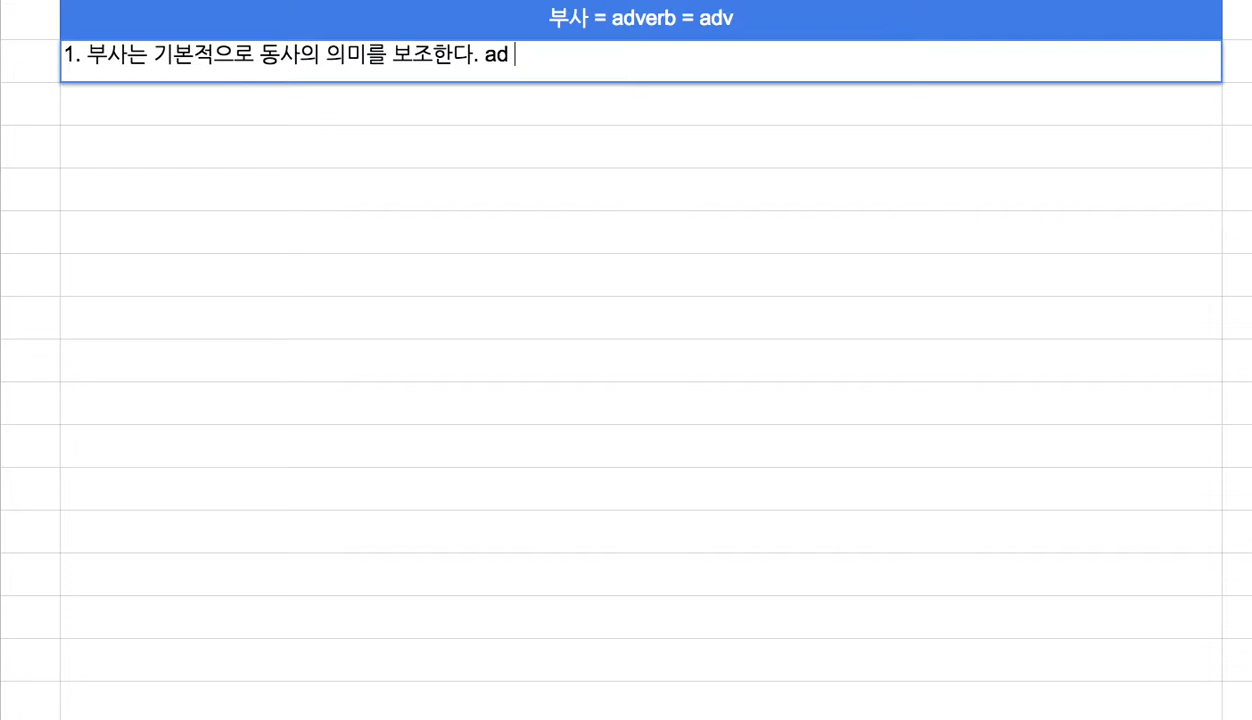 부사 = adverb = adv
1. 부사는 기본적으로 동사의 의미를 보조한다. ad